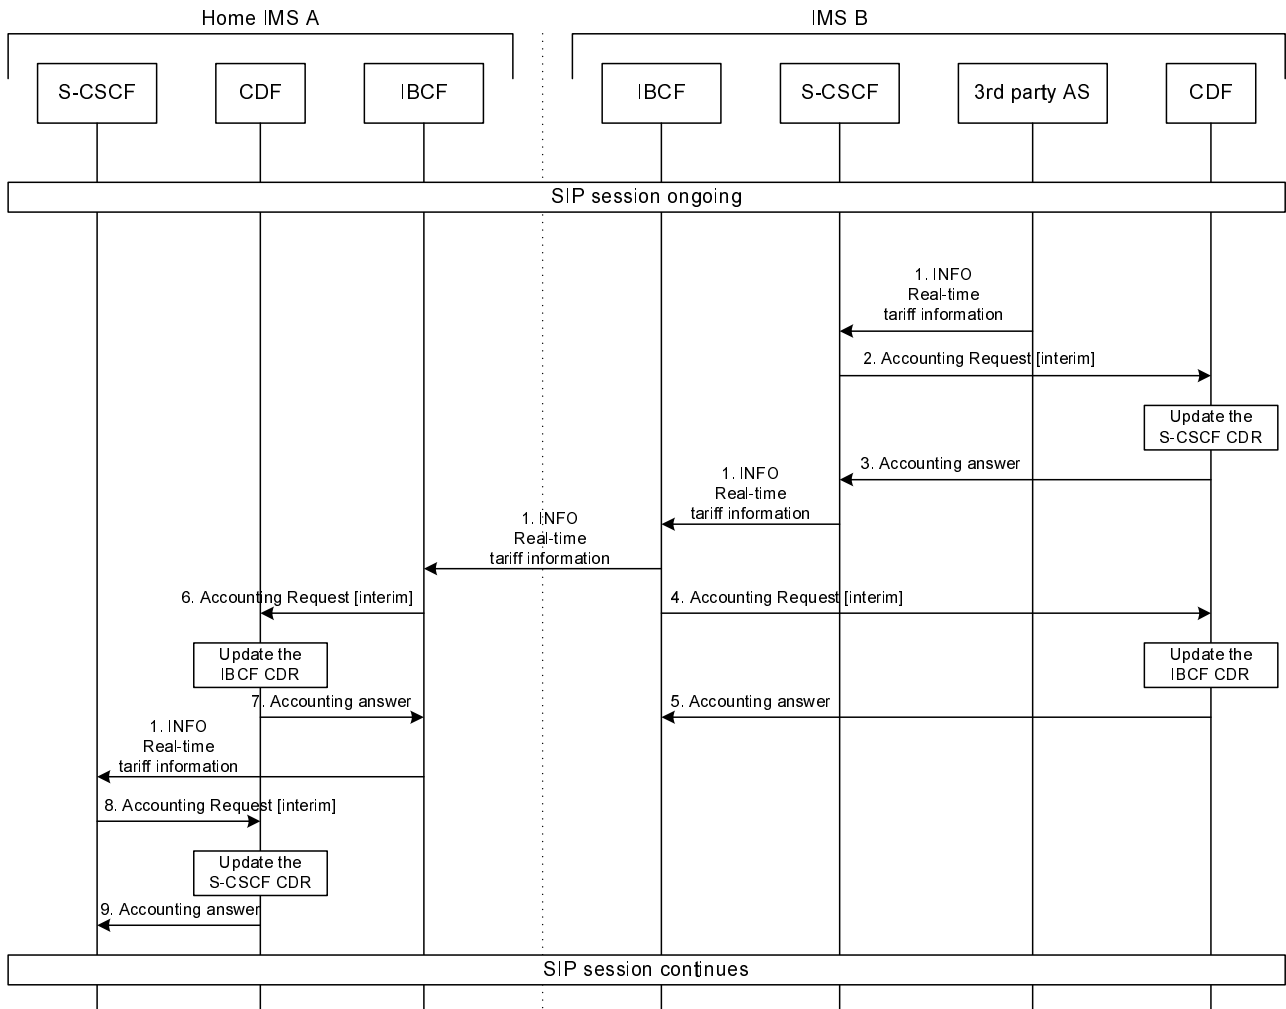 Home IMS A
IMS B
S-CSCF
CDF
IBCF
IBCF
S-CSCF
3rd party AS
CDF
SIP session ongoing
1. INFO
Real-time
tariff information
2. Accounting Request [interim]
Update the
S-CSCF CDR
3. Accounting answer
1. INFO
Real-time
tariff information
1. INFO
Real-time
tariff information
6. Accounting Request [interim]
4. Accounting Request [interim]
Update the
IBCF CDR
Update the
IBCF CDR
7. Accounting answer
5. Accounting answer
1. INFO
Real-time
tariff information
8. Accounting Request [interim]
Update the
S-CSCF CDR
9. Accounting answer
SIP session continues